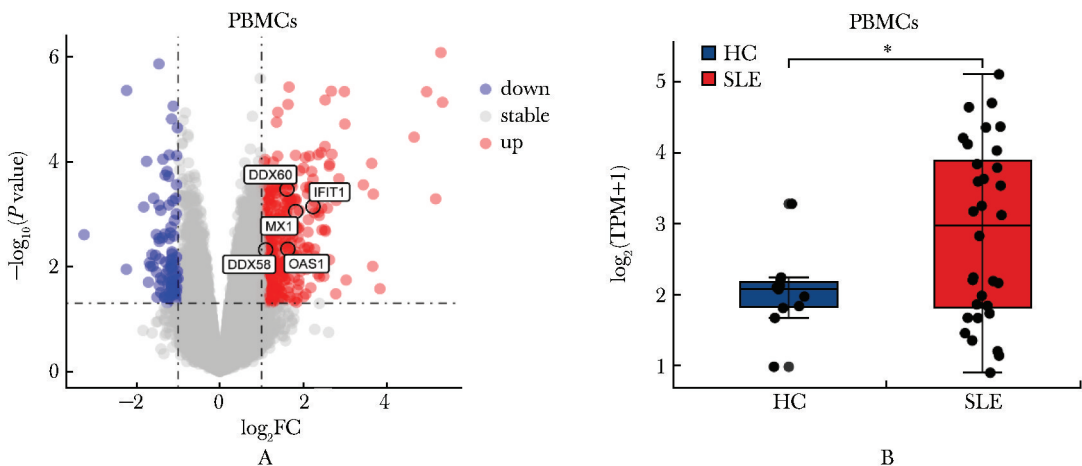 PBMCs
6
4
2
0
−log₁₀(P value)
DDX60
IFIT1
MX1
DDX58
OAS1
down
stable
up
−2
0
2
4
log₂FC
A
PBMCs
HC
SLE
*
5
4
3
2
1
log₂(TPM+1)
HC
SLE
B